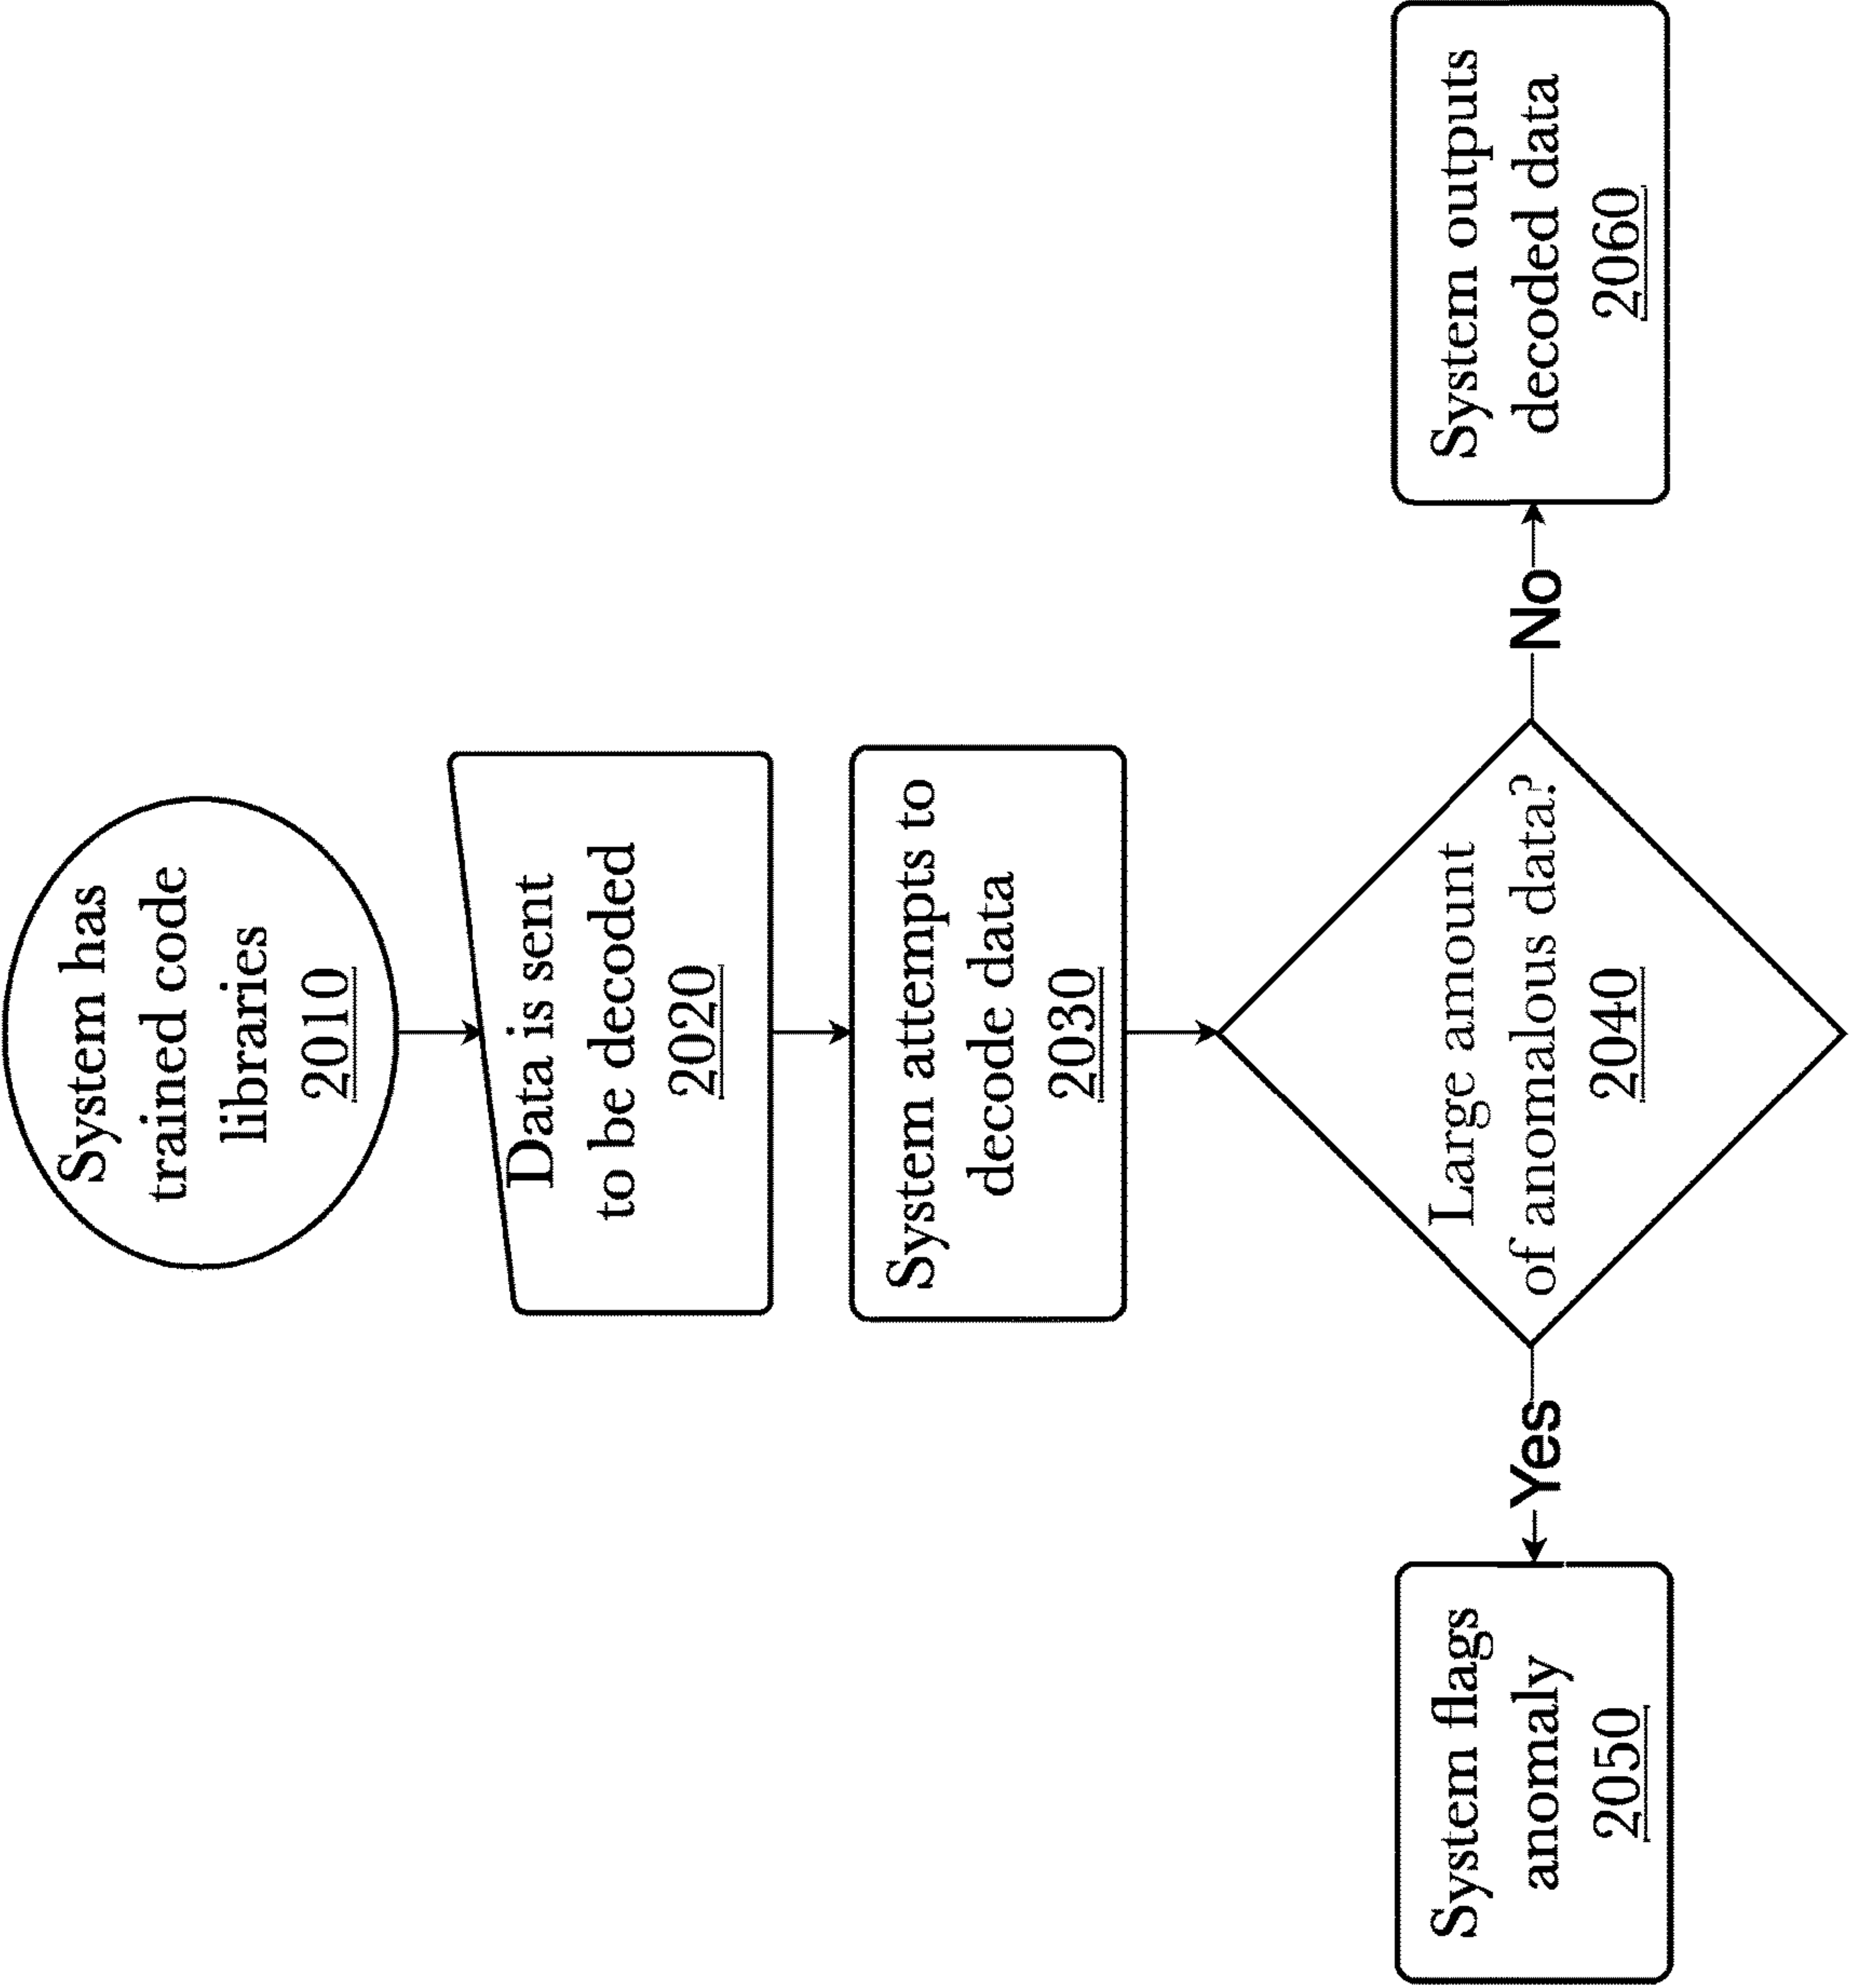 System has
trained code
libraries
2010
Data is sent
to be decoded
2020
System attempts to
decode data
2030
Large amount
of anomalous data?
2040
Yes
No
System flags
anomaly
2050
System outputs
decoded data
2060